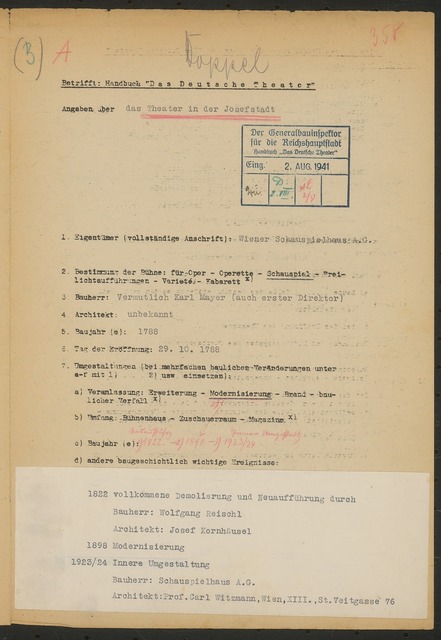 (3) A Doppel 358
Betrifft: Handbuch "Das Deutsche Theater"
Angaben über das Theater in der Josefstadt
Der Generalbauinspektor
für die Reichshauptstadt
Handbuch „Das Deutsche Theater"
Eing. 2. AUG. 1941
1. Eigentümer (vollständige Anschrift): Wiener Schauspielhaus A.G.
2. Bestimmung der Bühne: für Oper - Operette - Schauspiel - Frei-
lichtaufführungen - Varieté - Kabarett x)
3. Bauherr: Vermutlich Karl Mayer (auch erster Direktor)
4. Architekt: unbekannt
5. Baujahr (e): 1788
6. Tag der Eröffnung: 29. 10. 1788
7. Umgestaltungen (bei mehrfachen baulichen Veränderungen unter
a-f mit 1) 2) usw. einsetzen):
a) Veranlassung: Erweiterung - Modernisierung - Brand - bau-
licher Verfall x)
b) Umfang: Bühnenhaus - Zuschauerraum - Magazine x)
c) Baujahr (e): 1822 1898 1923/24
d) andere baugeschichtlich wichtige Ereignisse:
1822 vollkommene Demolierung und Neuaufführung durch
Bauherr: Wolfgang Reischl
Architekt: Josef Kornhäusel
1898 Modernisierung
1923/24 Innere Umgestaltung
Bauherr: Schauspielhaus A.G.
Architekt:Prof.Carl Witzmann,Wien,XIII.,St.Veitgasse 76